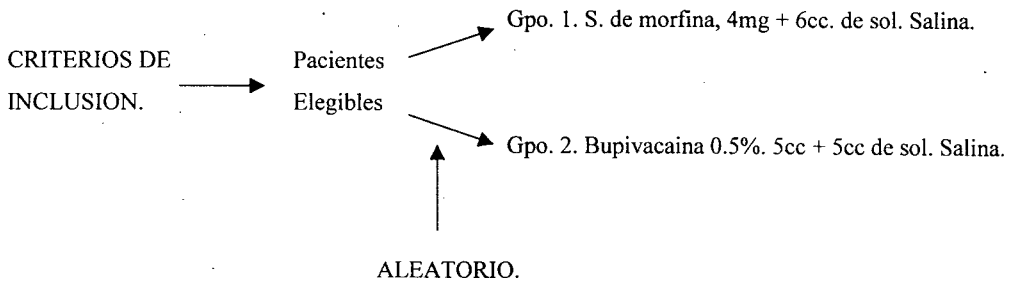 Gpo. 1. S. de morfina, 4mg + 6cc. de sol. Salina.
CRITERIOS DE
INCLUSION.
Pacientes
Elegibles
Gpo. 2. Bupivacaina 0.5%. 5cc + 5cc de sol. Salina.
ALEATORIO.